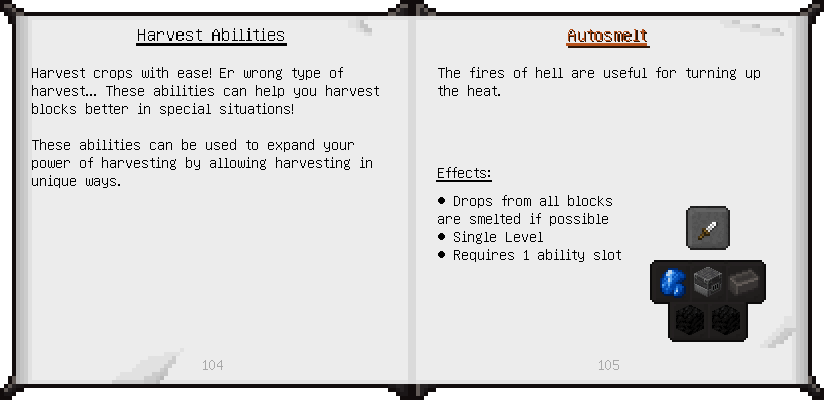 Harvest Abilities
Harvest crops with ease! Er wrong type of
harvest... These abilities can help you harvest
blocks better in special situations!
These abilities can be used to expand your
power of harvesting by allowing harvesting in
unique ways.
104
Autosmelt
The fires of hell are useful for turning up
the heat.
Effects:
• Drops from all blocks
are smelted if possible
• Single Level
• Requires 1 ability slot
105